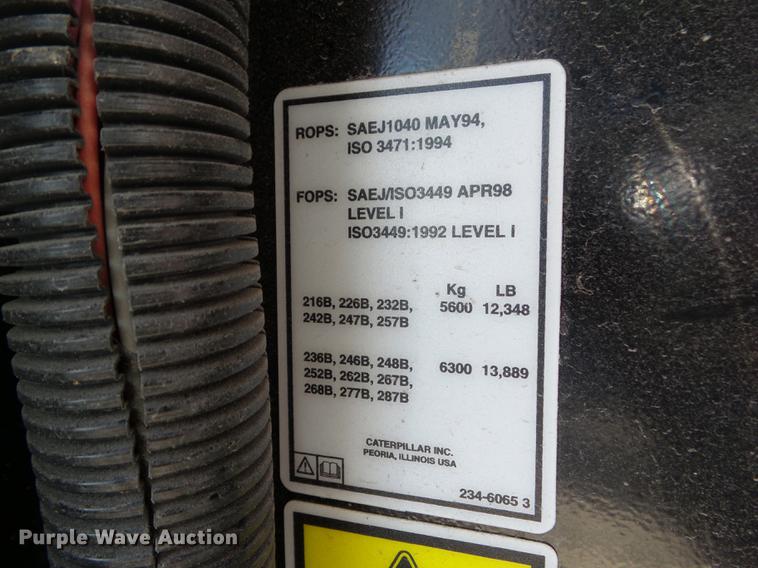 ROPS: SAEJ1040 MAY94,
ISO 3471:1994
FOPS: SAEJ/ISO3449 APR98
LEVEL I
ISO3449:1992 LEVEL I
Kg LB
216B, 226B, 232B, 5600 12,348
242B, 247B, 257B
236B, 246B, 248B, 6300 13,889
252B, 262B, 267B,
268B, 277B, 287B
CATERPILLAR INC.
PEORIA, ILLINOIS USA
234-6065 3
Purple Wave Auction